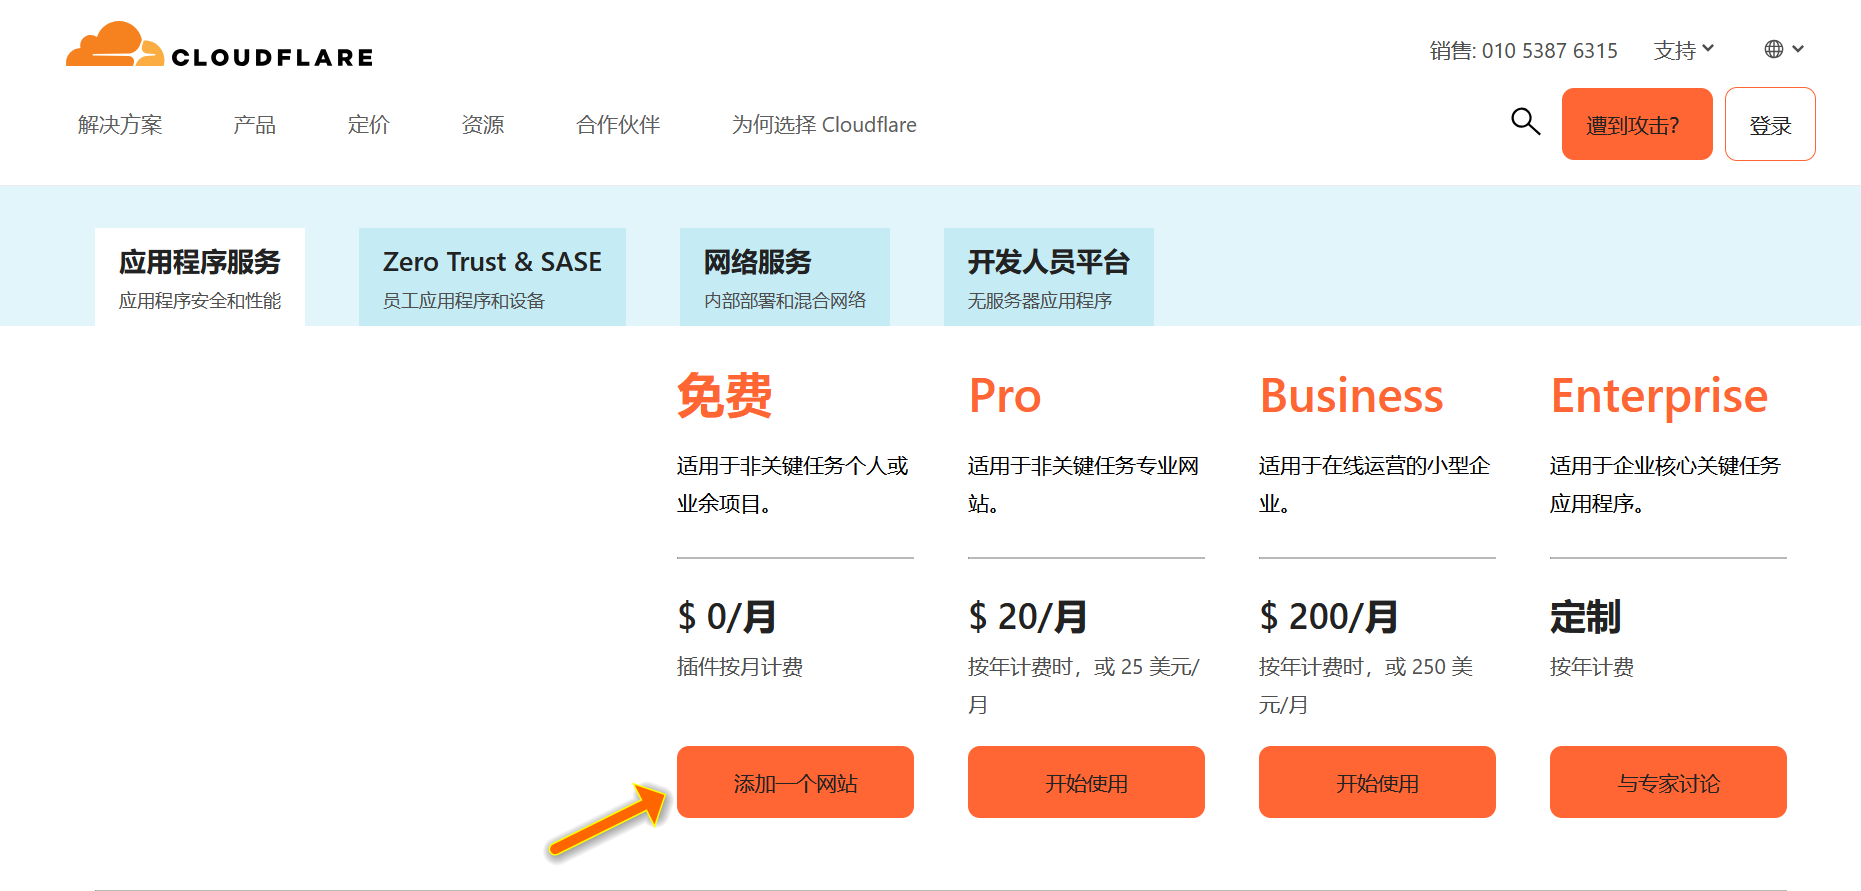 CLOUDFLARE
销售: 010 5387 6315
支持
解决方案
产品
定价
资源
合作伙伴
为何选择 Cloudflare
遭到攻击?
登录
应用程序服务
应用程序安全和性能
Zero Trust & SASE
员工应用程序和设备
网络服务
内部部署和混合网络
开发人员平台
无服务器应用程序
免费
适用于非关键任务个人或
业余项目。
$ 0/月
插件按月计费
添加一个网站
Pro
适用于非关键任务专业网
站。
$ 20/月
按年计费时，或 25 美元/
月
开始使用
Business
适用于在线运营的小型企
业。
$ 200/月
按年计费时，或 250 美
元/月
开始使用
Enterprise
适用于企业核心关键任务
应用程序。
定制
按年计费
与专家讨论